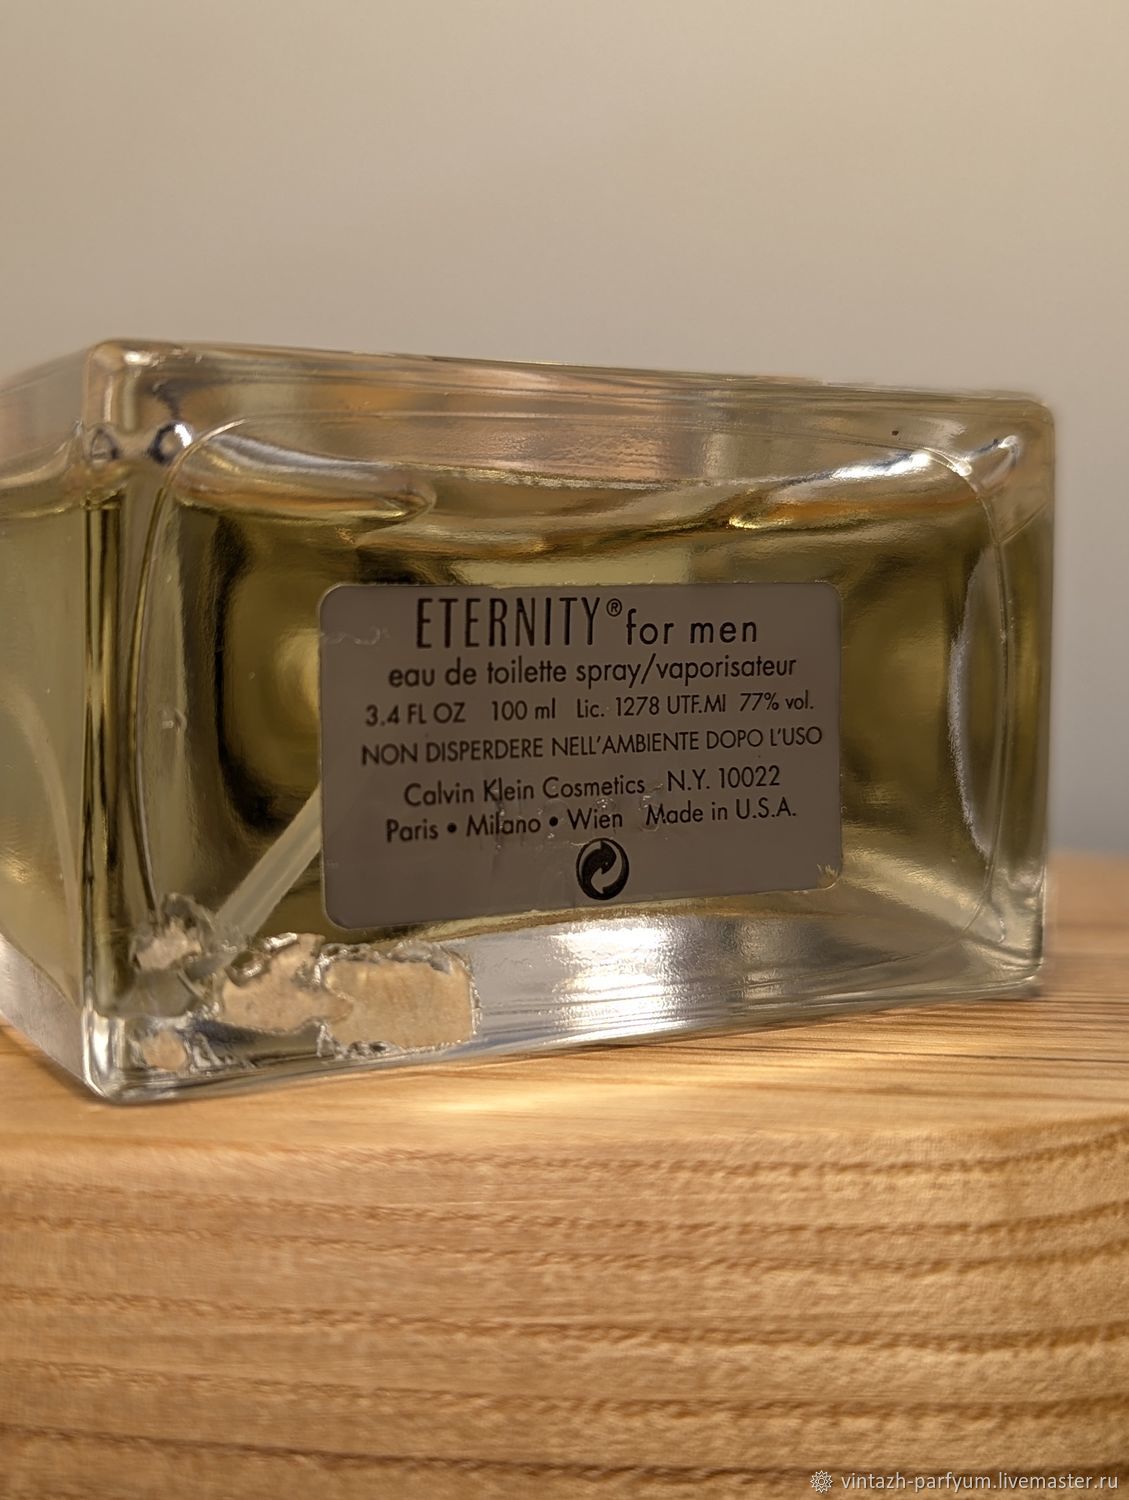 ETERNITY® for men
eau de toilette spray/vaporisateur
3.4 FL OZ 100 ml Lic. 1278 UTF.MI 77% vol.
NON DISPERDERE NELL'AMBIENTE DOPO L'USO
Calvin Klein Cosmetics N.Y. 10022
Paris • Milano • Wien Made in U.S.A.
vintazh-parfyum.livemaster.ru